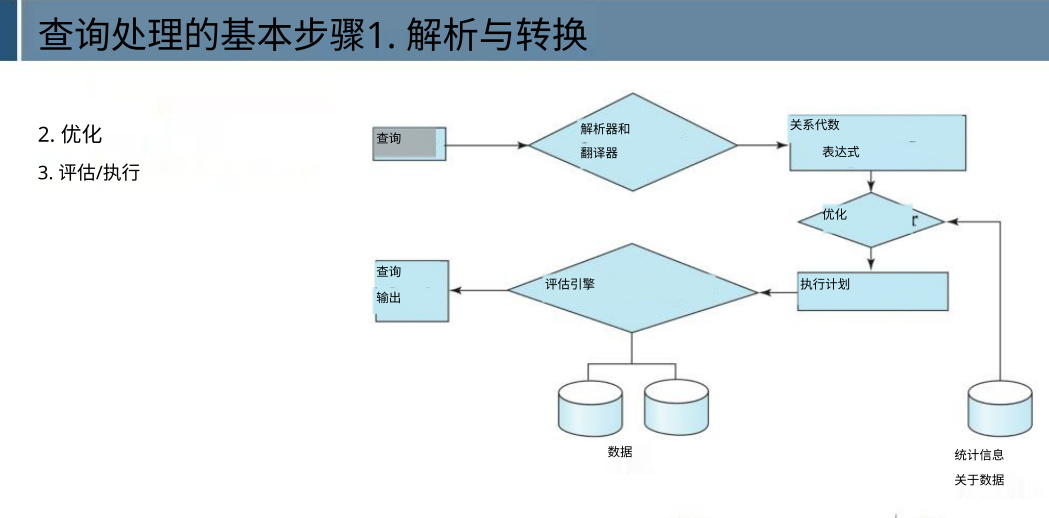 查询处理的基本步骤1. 解析与转换
2. 优化
3. 评估/执行
查询
解析器和
翻译器
关系代数
表达式
优化 r
执行计划
评估引擎
查询
输出
数据
统计信息
关于数据